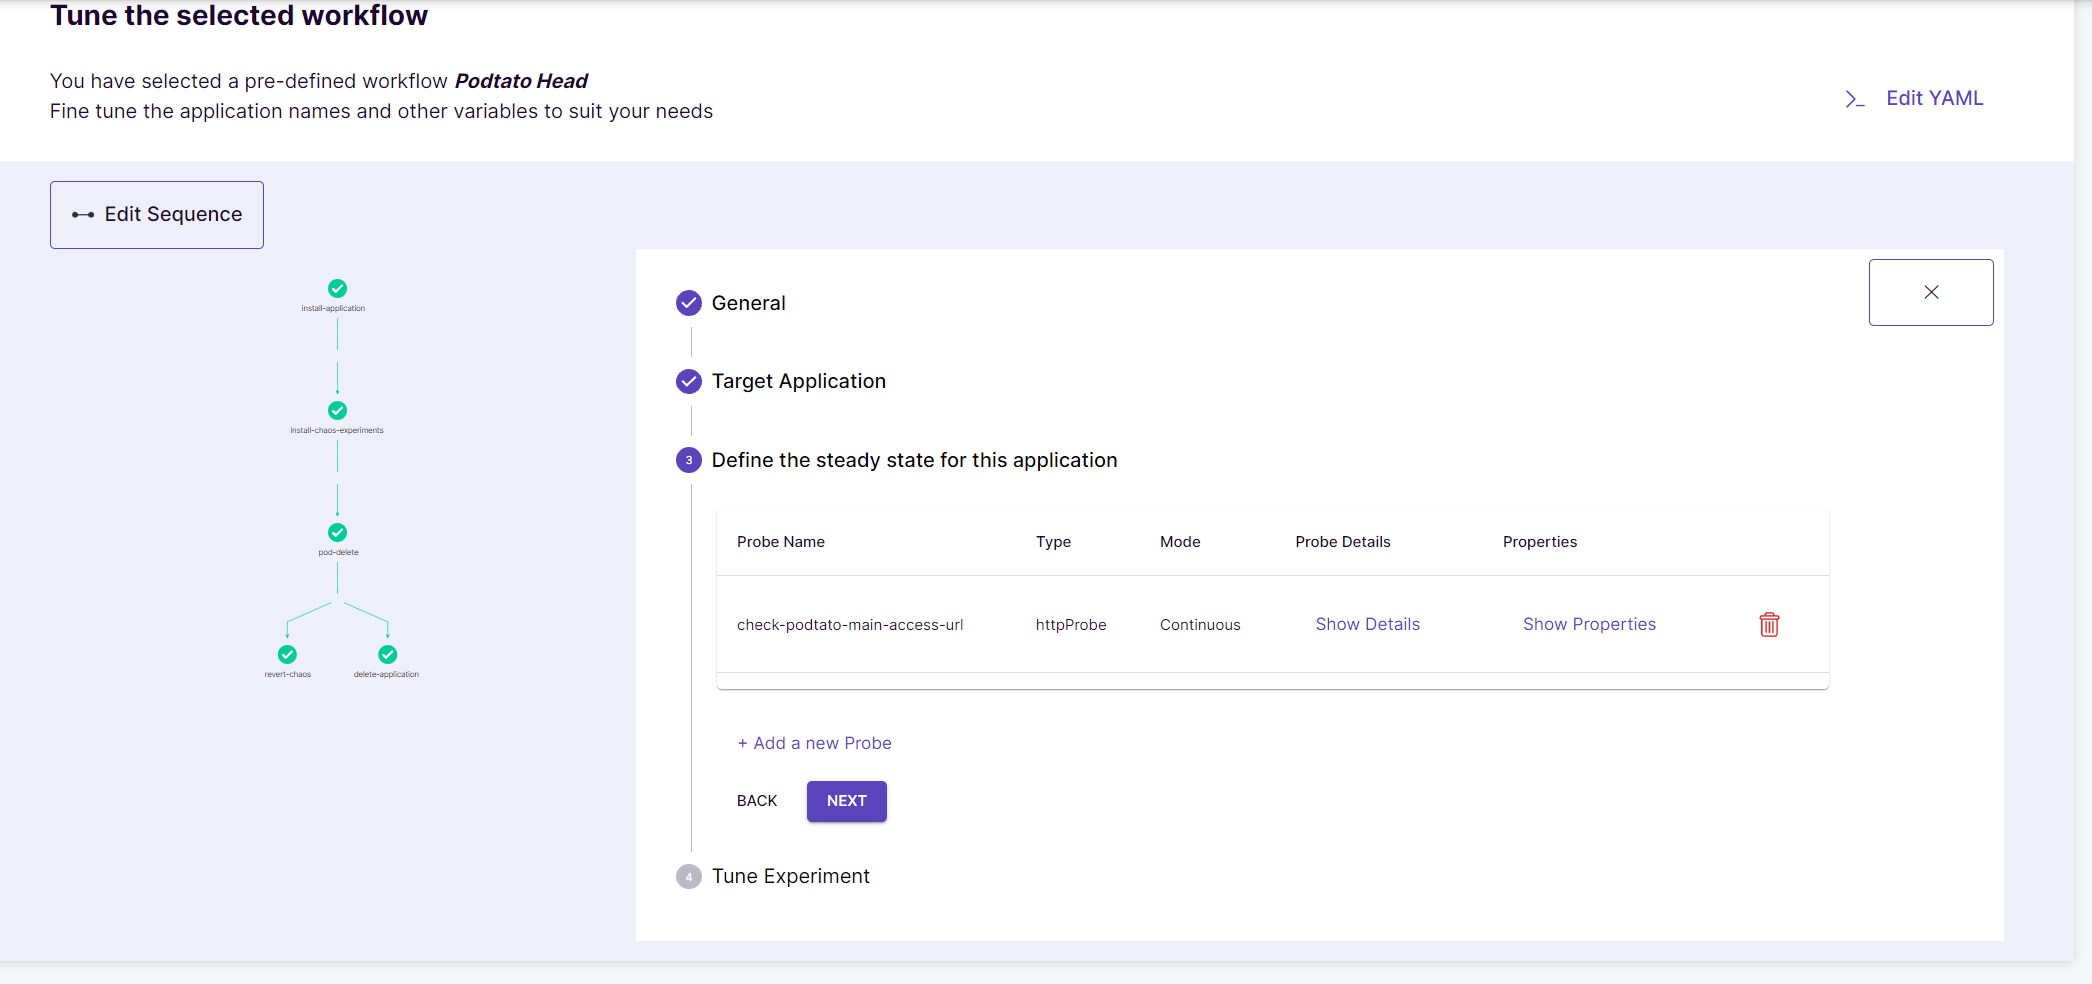 Tune the selected workflow
You have selected a pre-defined workflow Podtato Head
Fine tune the application names and other variables to suit your needs
>_ Edit YAML
Edit Sequence
install-application
install-chaos-experiments
pod-delete
revert-chaos
delete-application
General
Target Application
3 Define the steady state for this application
Probe Name Type Mode Probe Details Properties
check-podtato-main-access-url httpProbe Continuous Show Details Show Properties
+ Add a new Probe
BACK NEXT
4 Tune Experiment